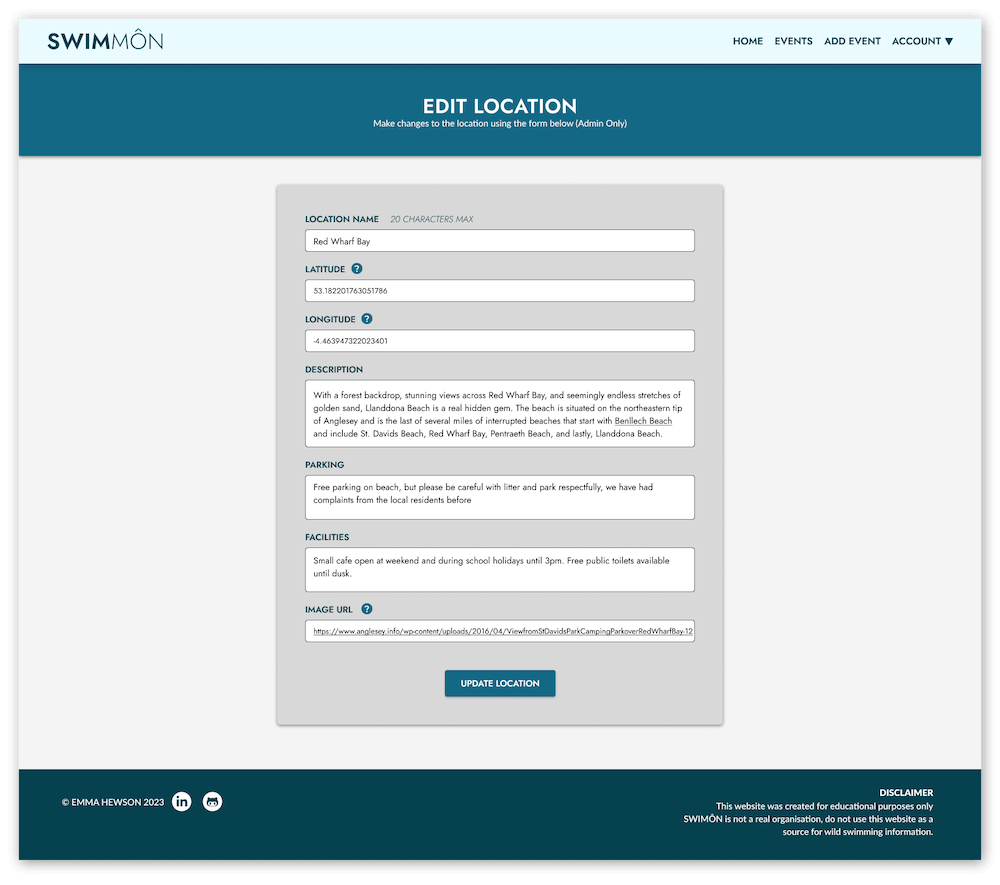 SWIMMÔN
HOME EVENTS ADD EVENT ACCOUNT ▼
EDIT LOCATION
Make changes to the location using the form below (Admin Only)
LOCATION NAME 20 CHARACTERS MAX
Red Wharf Bay
LATITUDE ?
53.182201763051786
LONGITUDE ?
-4.463947322023401
DESCRIPTION
With a forest backdrop, stunning views across Red Wharf Bay, and seemingly endless stretches of
golden sand, Llanddona Beach is a real hidden gem. The beach is situated on the northeastern tip
of Anglesey and is the last of several miles of interrupted beaches that start with Benllech Beach
and include St. Davids Beach, Red Wharf Bay, Pentraeth Beach, and lastly, Llanddona Beach.
PARKING
Free parking on beach, but please be careful with litter and park respectfully, we have had
complaints from the local residents before
FACILITIES
Small cafe open at weekend and during school holidays until 3pm. Free public toilets available
until dusk.
IMAGE URL ?
https://www.anglesey.info/wp-content/uploads/2016/04/ViewfromStDavidsParkCampingParkoverRedWharfBay-12
UPDATE LOCATION
© EMMA HEWSON 2023 in
DISCLAIMER
This website was created for educational purposes only
SWIMÔN is not a real organisation, do not use this website as a
source for wild swimming information.